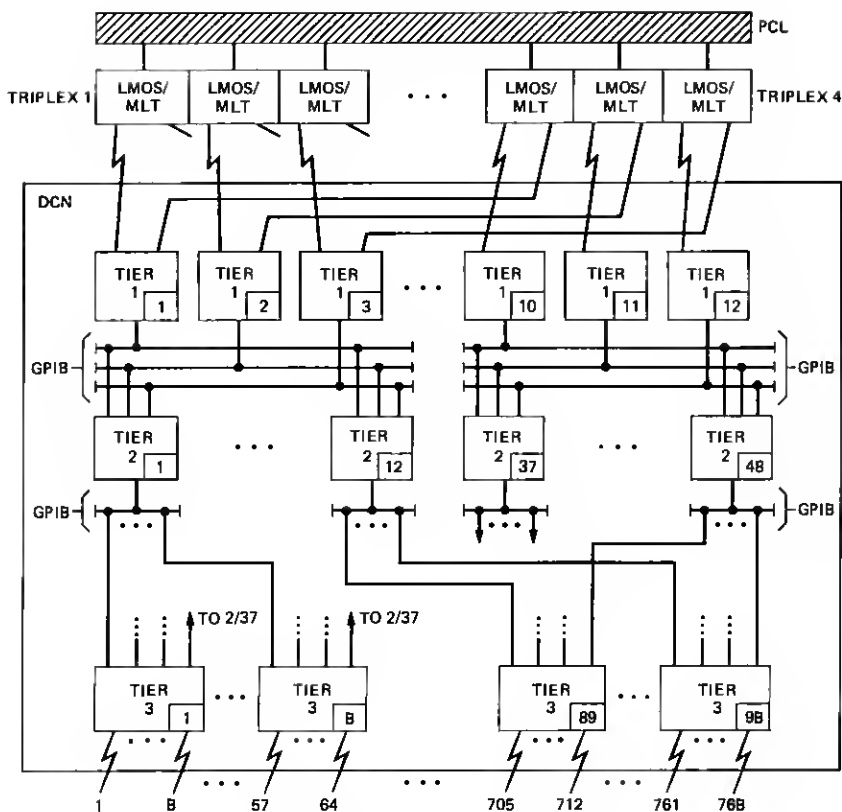 PCL
TRIPLEX 1
LMOS/
MLT
LMOS/
MLT
LMOS/
MLT
. . .
LMOS/
MLT
LMOS/
MLT
LMOS/
MLT
TRIPLEX 4
DCN
TIER
1
1
TIER
1
2
TIER
1
3
. . .
TIER
1
10
TIER
1
11
TIER
1
12
GPIB
GPIB
TIER
2
1
. . .
TIER
2
12
TIER
2
37
. . .
TIER
2
48
GPIB
GPIB
TO 2/37
TO 2/37
TIER
3
1
. . .
TIER
3
B
TIER
3
89
. . .
TIER
3
9B
1
B
. . .
57
64
. . .
705
712
. . .
761
76B